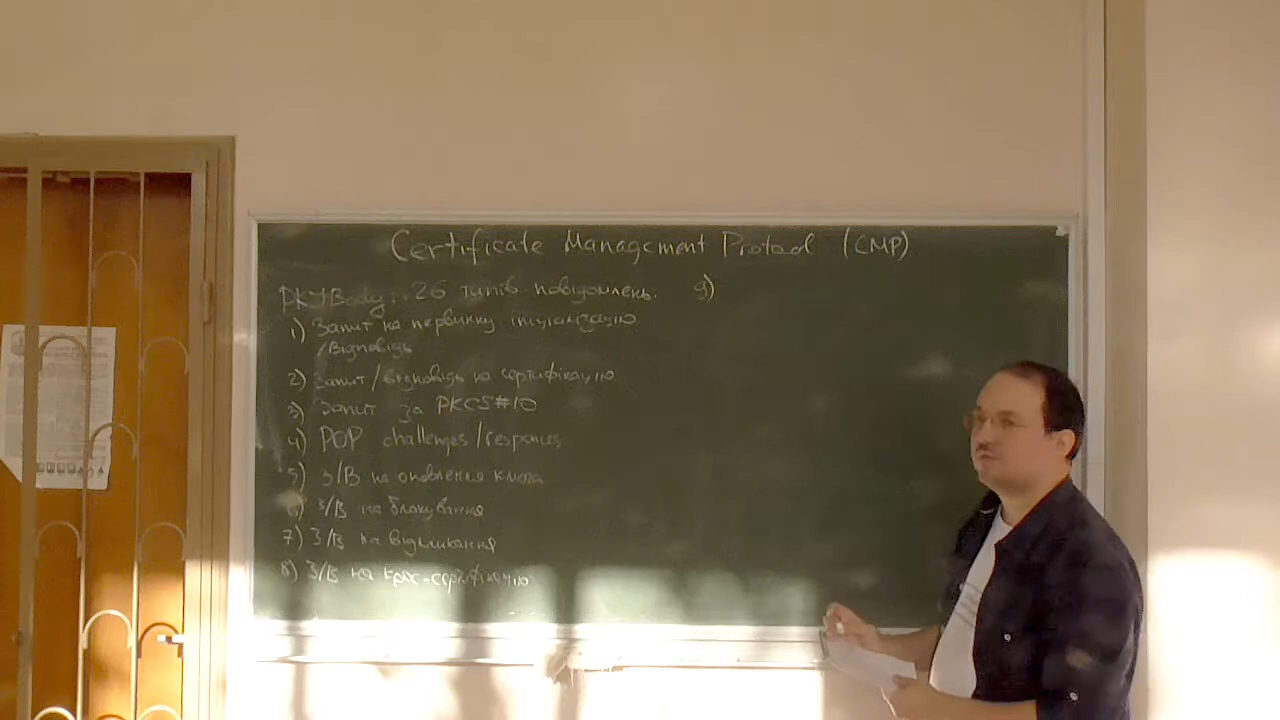 Certificate Management Protocol (CMP)
PKIBody: 26 типів повідомлень.
1) Запит на первинну ініціалізацію
/Відповідь
2) Запит/відповідь на сертифікацію
3) Запит за PKCS#10
4) POP challenges/responses
5) З/В на оновлення ключа
6) З/В на блокування
7) З/В на відкликання
8) З/В на крос-сертифікацію
9)